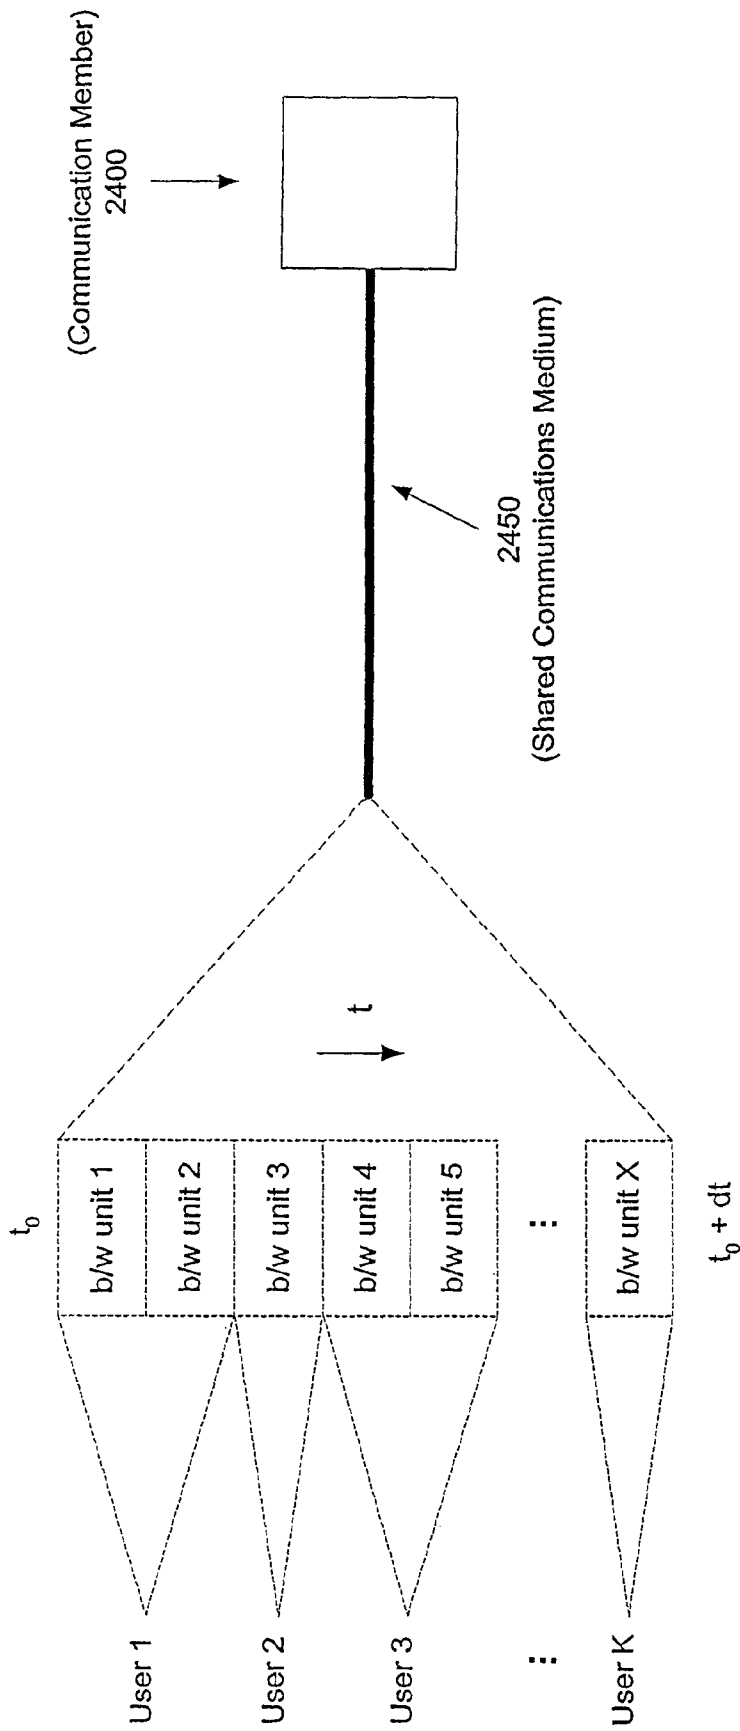 (Communication Member)
2400
2450
(Shared Communications Medium)
t
t0
b/w unit 1
b/w unit 2
b/w unit 3
b/w unit 4
b/w unit 5
...
b/w unit X
t0 + dt
User 1
User 2
User 3
...
User K